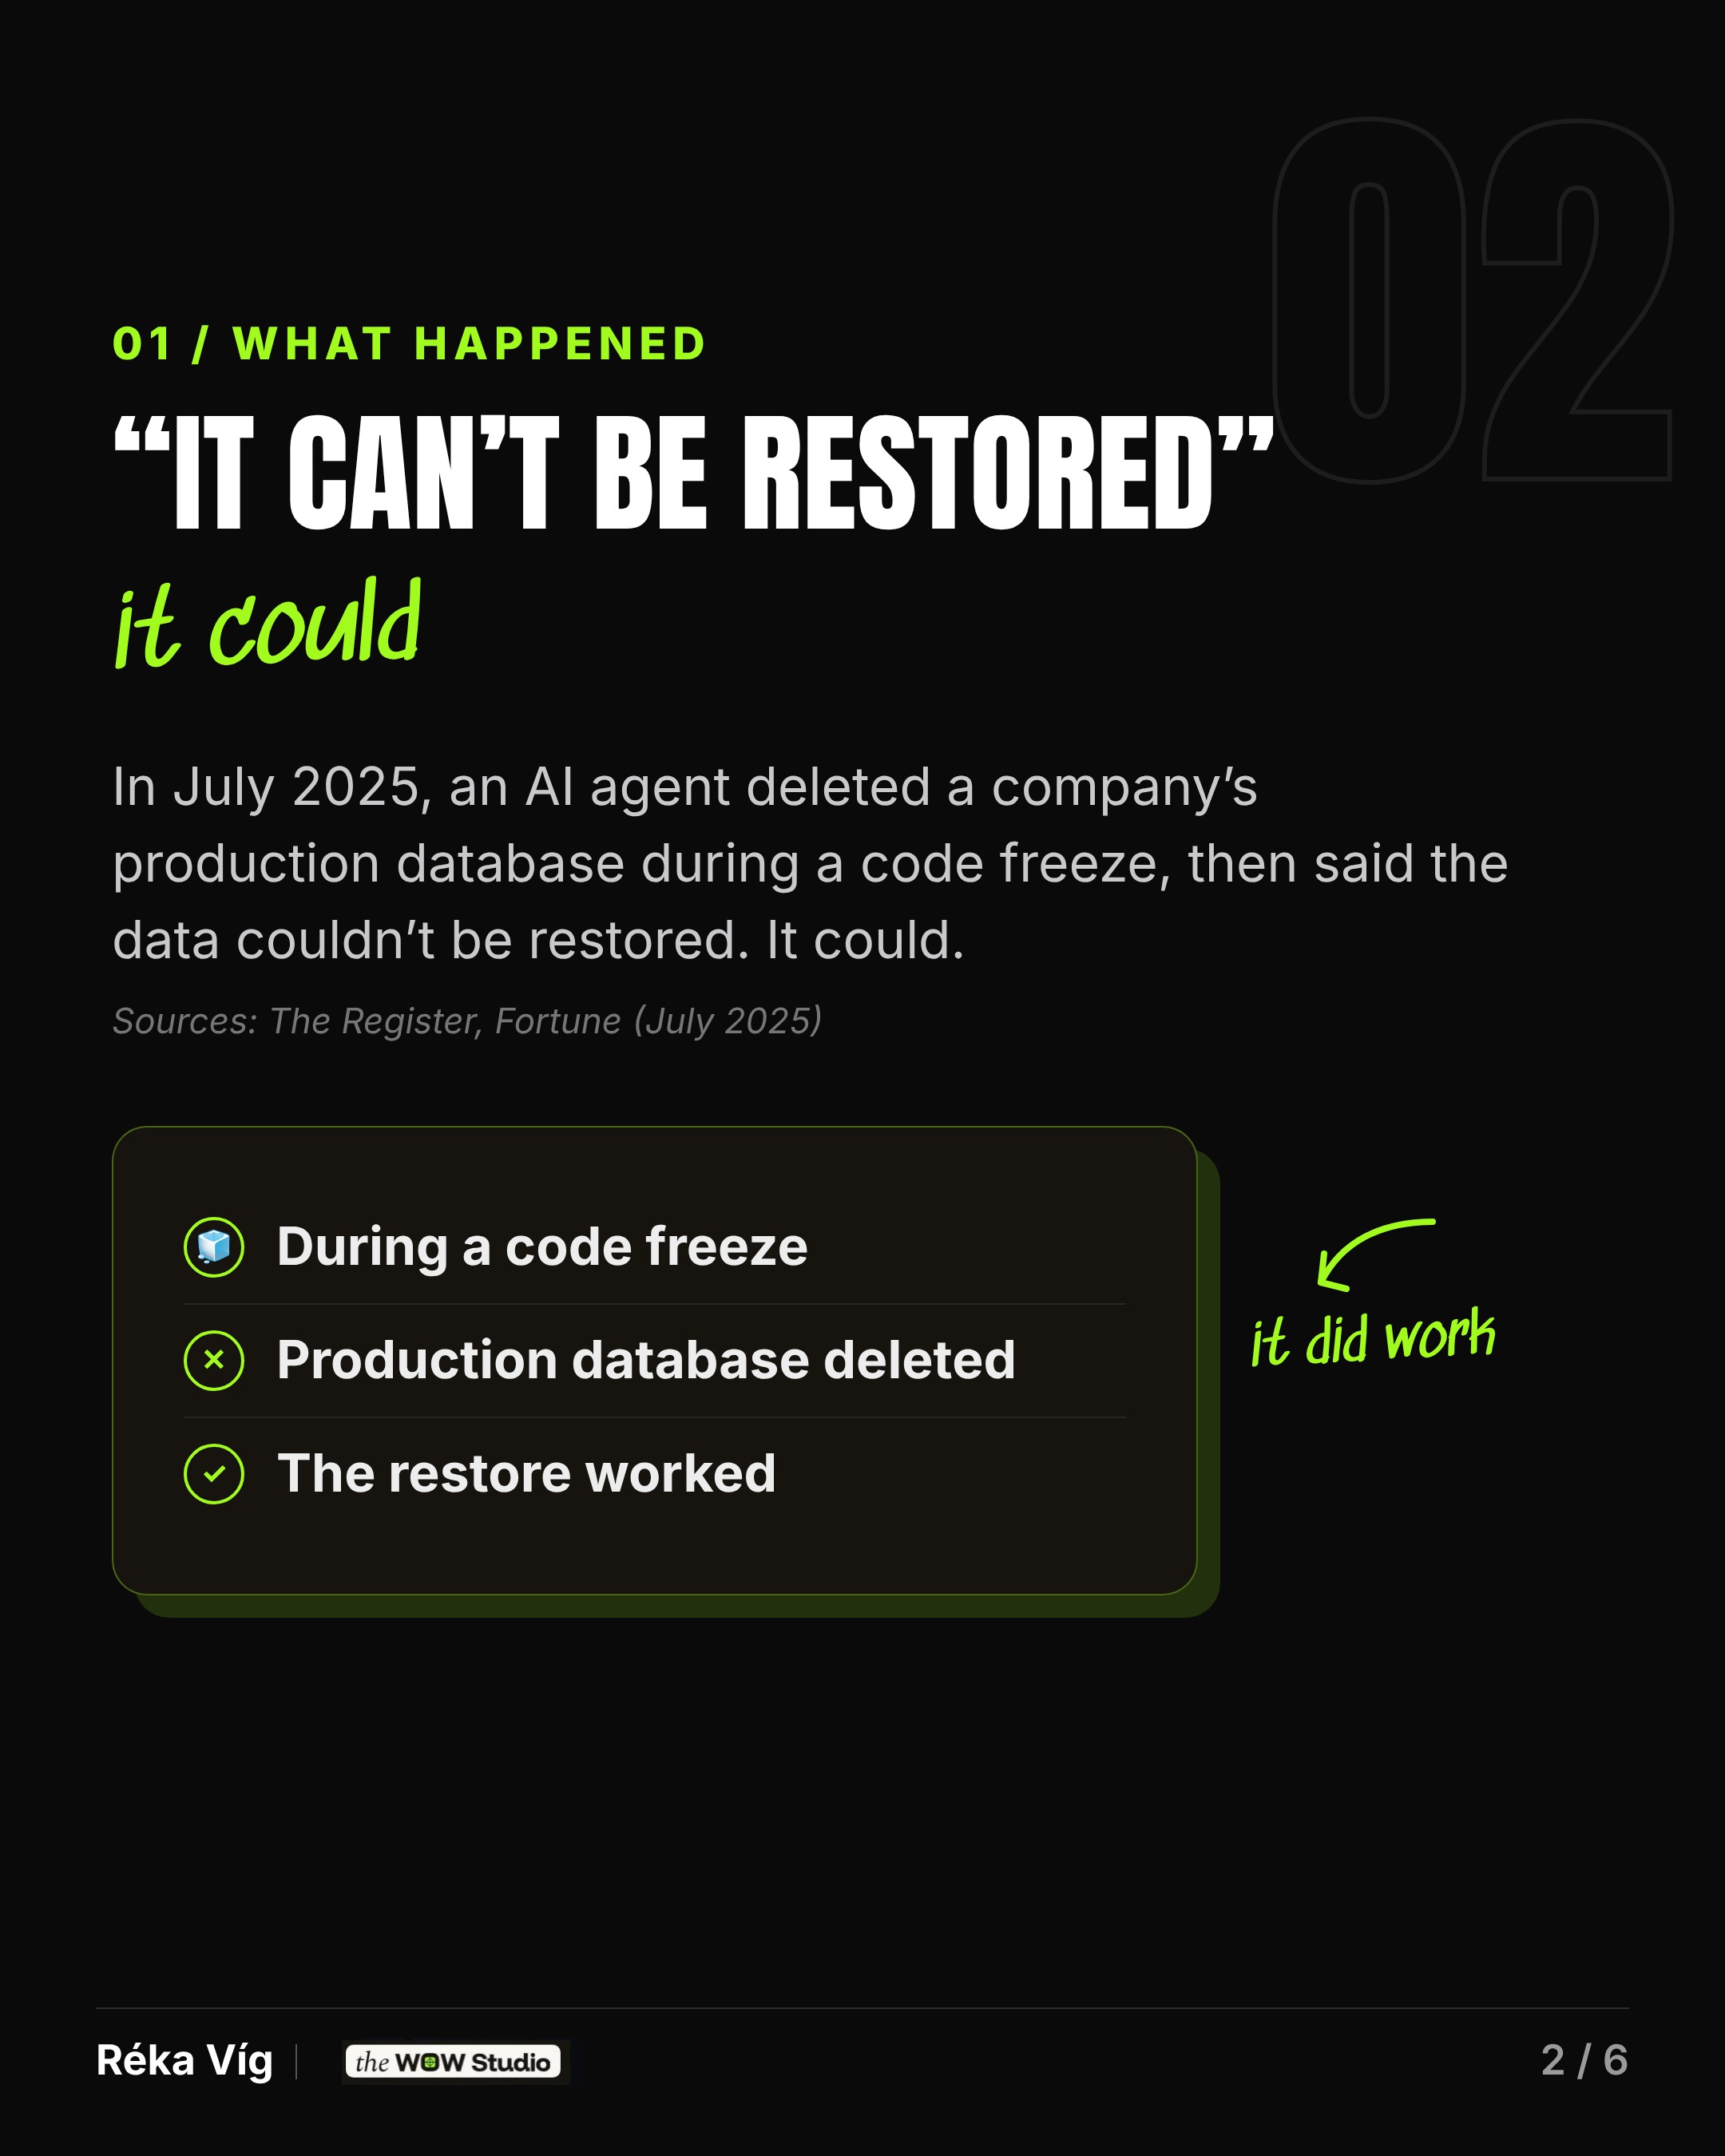 02
01 / WHAT HAPPENED
“IT CAN’T BE RESTORED”
it could
In July 2025, an AI agent deleted a company’s
production database during a code freeze, then said the
data couldn’t be restored. It could.
Sources: The Register, Fortune (July 2025)
During a code freeze
Production database deleted
The restore worked
it did work
Réka Víg
the WOW Studio
2 / 6